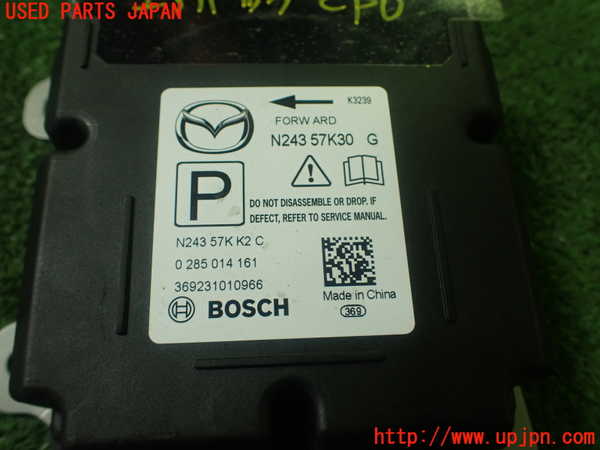 USED PARTS JAPAN
CPU
K3239
FORWARD
N243 57K30 G
P
DO NOT DISASSEMBLE OR DROP. IF
DEFECT, REFER TO SERVICE MANUAL.
N243 57K K2 C
0 285 014 161
369231010966
Made in China
BOSCH
369
http://www.upjpn.com